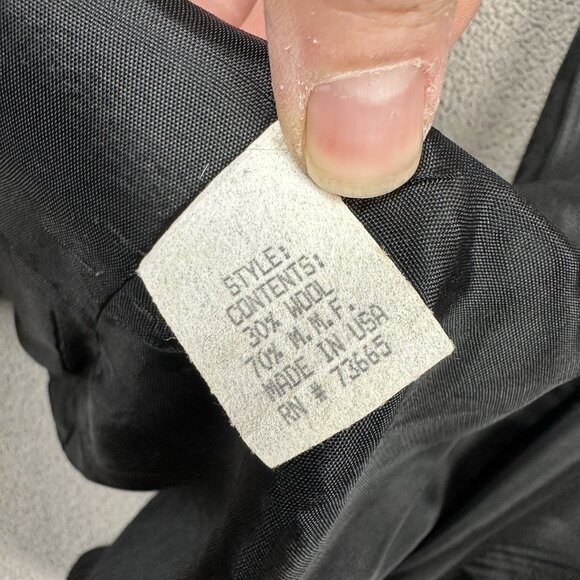 STYLE:
CONTENTS:
30% WOOL
70% M.M.F.
MADE IN USA
RN # 73665